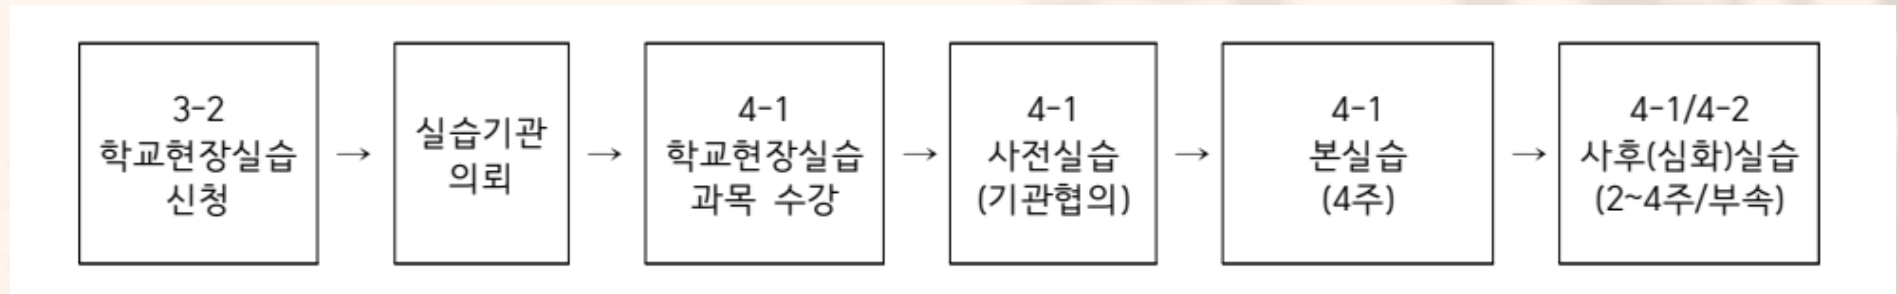 3-2
학교현장실습
신청
→
실습기관
의뢰
→
4-1
학교현장실습
과목 수강
→
4-1
사전실습
(기관협의)
→
4-1
본실습
(4주)
→
4-1/4-2
사후(심화)실습
(2~4주/부속)